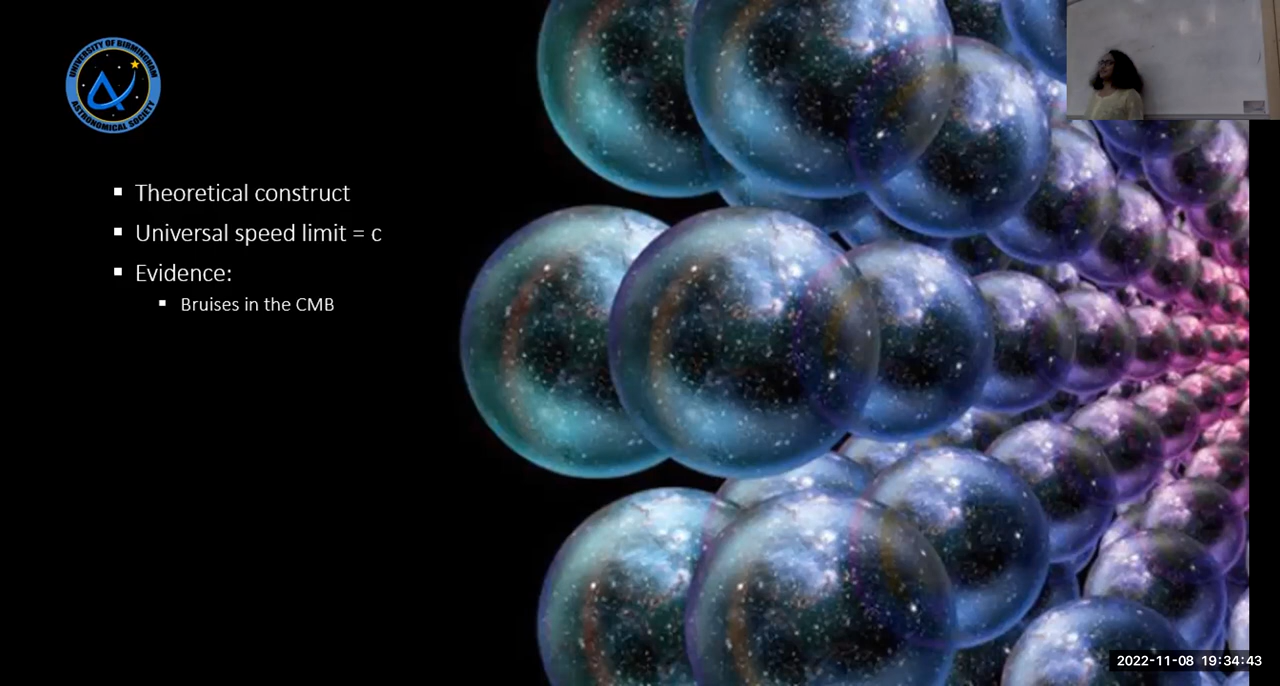 UNIVERSITY OF BIRMINGHAM
ASTRONOMICAL SOCIETY
▪ Theoretical construct
▪ Universal speed limit = c
▪ Evidence:
▪ Bruises in the CMB
2022-11-08 19:34:43